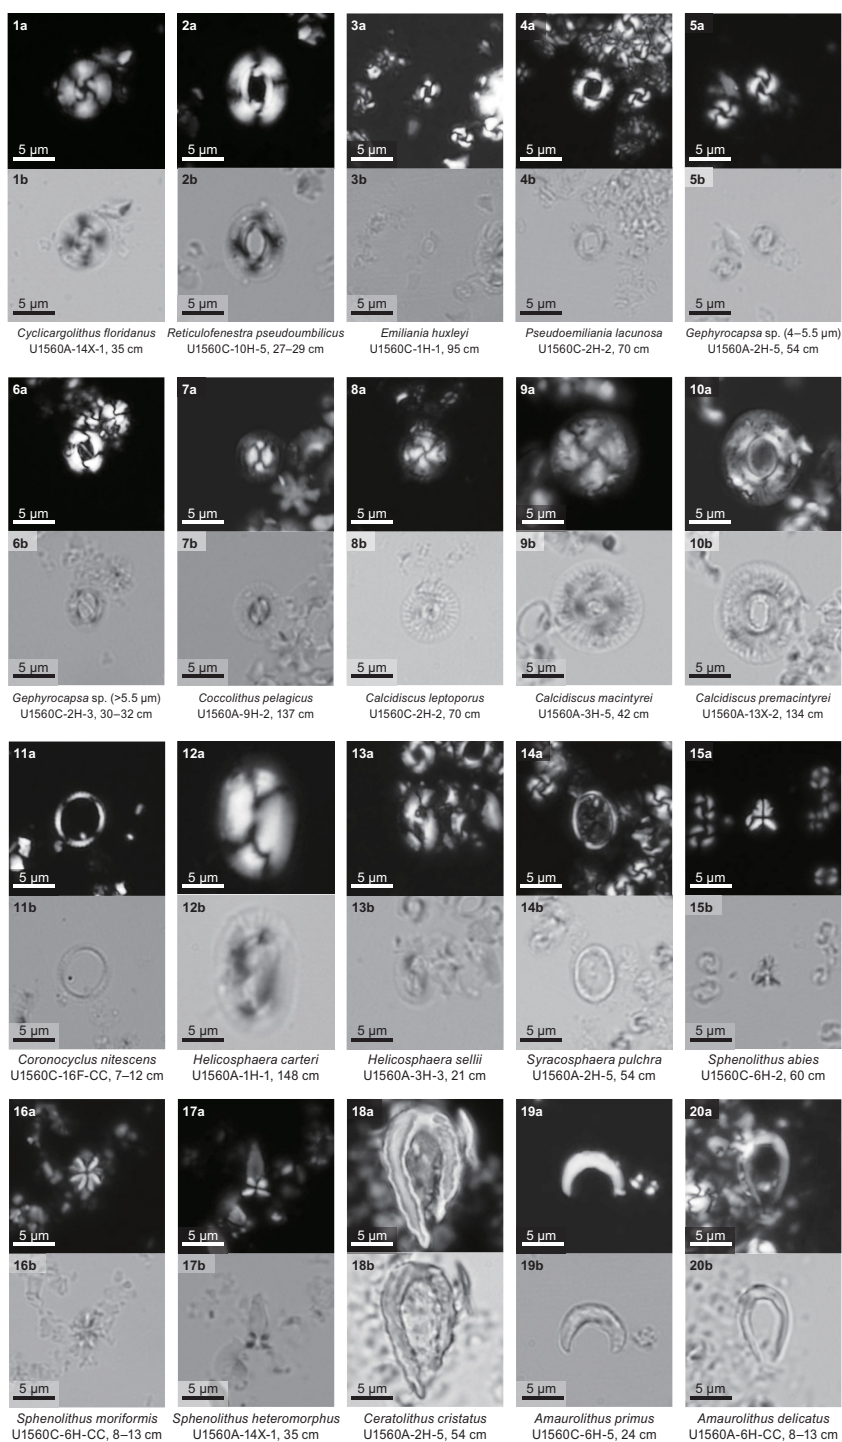 1a 2a 3a 4a 5a
5 µm 5 µm 5 µm 5 µm 5 µm
1b 2b 3b 4b 5b
5 µm 5 µm 5 µm 5 µm 5 µm
Cyclicargolithus floridanus Reticulofenestra pseudoumbilicus Emiliania huxleyi Pseudoemiliania lacunosa Gephyrocapsa sp. (4–5.5 µm)
U1560A-14X-1, 35 cm U1560C-10H-5, 27–29 cm U1560C-1H-1, 95 cm U1560C-2H-2, 70 cm U1560A-2H-5, 54 cm
6a 7a 8a 9a 10a
5 µm 5 µm 5 µm 5 µm 5 µm
6b 7b 8b 9b 10b
5 µm 5 µm 5 µm 5 µm 5 µm
Gephyrocapsa sp. (>5.5 µm) Coccolithus pelagicus Calcidiscus leptoporus Calcidiscus macintyrei Calcidiscus premacintyrei
U1560C-2H-3, 30–32 cm U1560A-9H-2, 137 cm U1560C-2H-2, 70 cm U1560A-3H-5, 42 cm U1560A-13X-2, 134 cm
11a 12a 13a 14a 15a
5 µm 5 µm 5 µm 5 µm 5 µm
11b 12b 13b 14b 15b
5 µm 5 µm 5 µm 5 µm 5 µm
Coronocyclus nitescens Helicosphaera carteri Helicosphaera sellii Syracosphaera pulchra Sphenolithus abies
U1560C-16F-CC, 7–12 cm U1560A-1H-1, 148 cm U1560A-3H-3, 21 cm U1560A-2H-5, 54 cm U1560C-6H-2, 60 cm
16a 17a 18a 19a 20a
5 µm 5 µm 5 µm 5 µm 5 µm
16b 17b 18b 19b 20b
5 µm 5 µm 5 µm 5 µm 5 µm
Sphenolithus moriformis Sphenolithus heteromorphus Ceratolithus cristatus Amaurolithus primus Amaurolithus delicatus
U1560C-6H-CC, 8–13 cm U1560A-14X-1, 35 cm U1560A-2H-5, 54 cm U1560C-6H-5, 24 cm U1560A-6H-CC, 8–13 cm